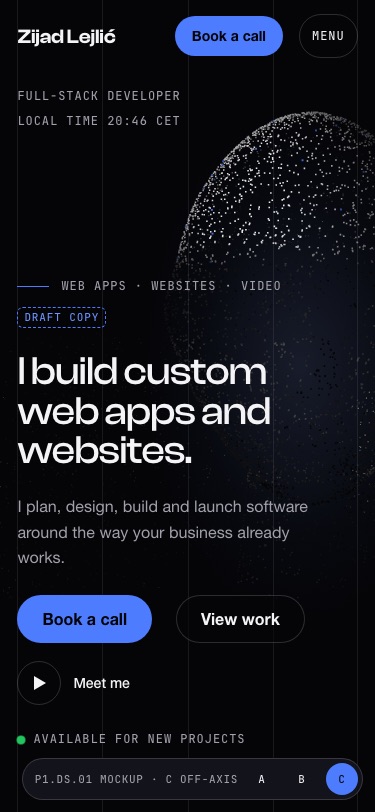 Zijad Lejlić
Book a call
MENU
FULL-STACK DEVELOPER
LOCAL TIME 20:46 CET
WEB APPS · WEBSITES · VIDEO
DRAFT COPY
I build custom
web apps and
websites.
I plan, design, build and launch software
around the way your business already
works.
Book a call
View work
Meet me
AVAILABLE FOR NEW PROJECTS
P1.DS.01 MOCKUP · C OFF-AXIS A B C